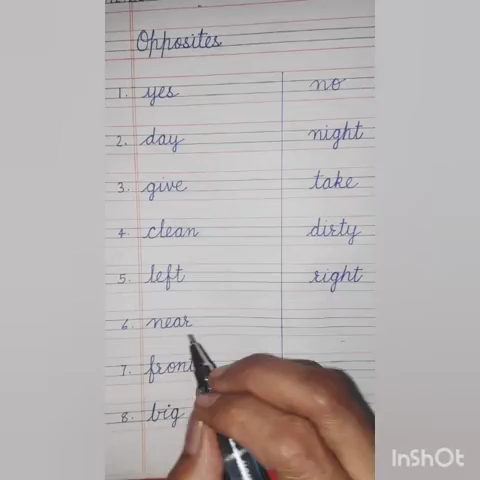 Opposites
1. yes no
2. day night
3. give take
4. clean dirty
5. left right
6. near
7. front
8. big
InShOt